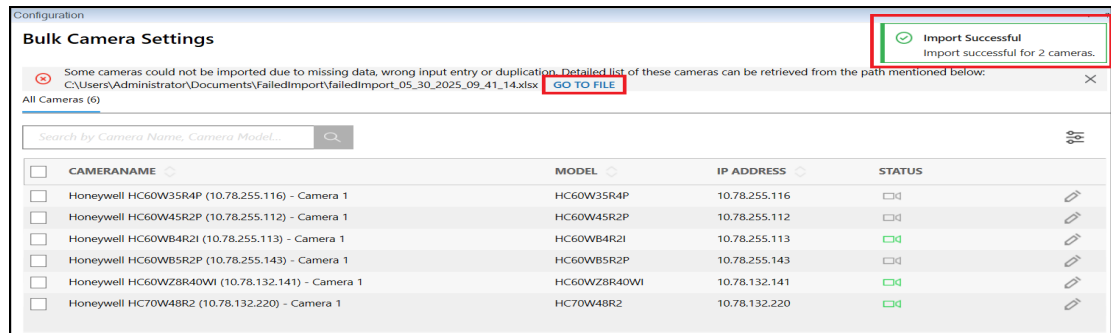 Configuration
Bulk Camera Settings
Import Successful
Import successful for 2 cameras.
Some cameras could not be imported due to missing data, wrong input entry or duplication. Detailed list of these cameras can be retrieved from the path mentioned below:
C:\Users\Administrator\Documents\FailedImport\failedImport_05_30_2025_09_41_14.xlsx GO TO FILE
All Cameras (6)
Search by Camera Name, Camera Model...
CAMERANAME MODEL IP ADDRESS STATUS
Honeywell HC60W35R4P (10.78.255.116) - Camera 1 HC60W35R4P 10.78.255.116
Honeywell HC60W45R2P (10.78.255.112) - Camera 1 HC60W45R2P 10.78.255.112
Honeywell HC60WB4R2I (10.78.255.113) - Camera 1 HC60WB4R2I 10.78.255.113
Honeywell HC60WB5R2P (10.78.255.143) - Camera 1 HC60WB5R2P 10.78.255.143
Honeywell HC60WZ8R40WI (10.78.132.141) - Camera 1 HC60WZ8R40WI 10.78.132.141
Honeywell HC70W48R2 (10.78.132.220) - Camera 1 HC70W48R2 10.78.132.220